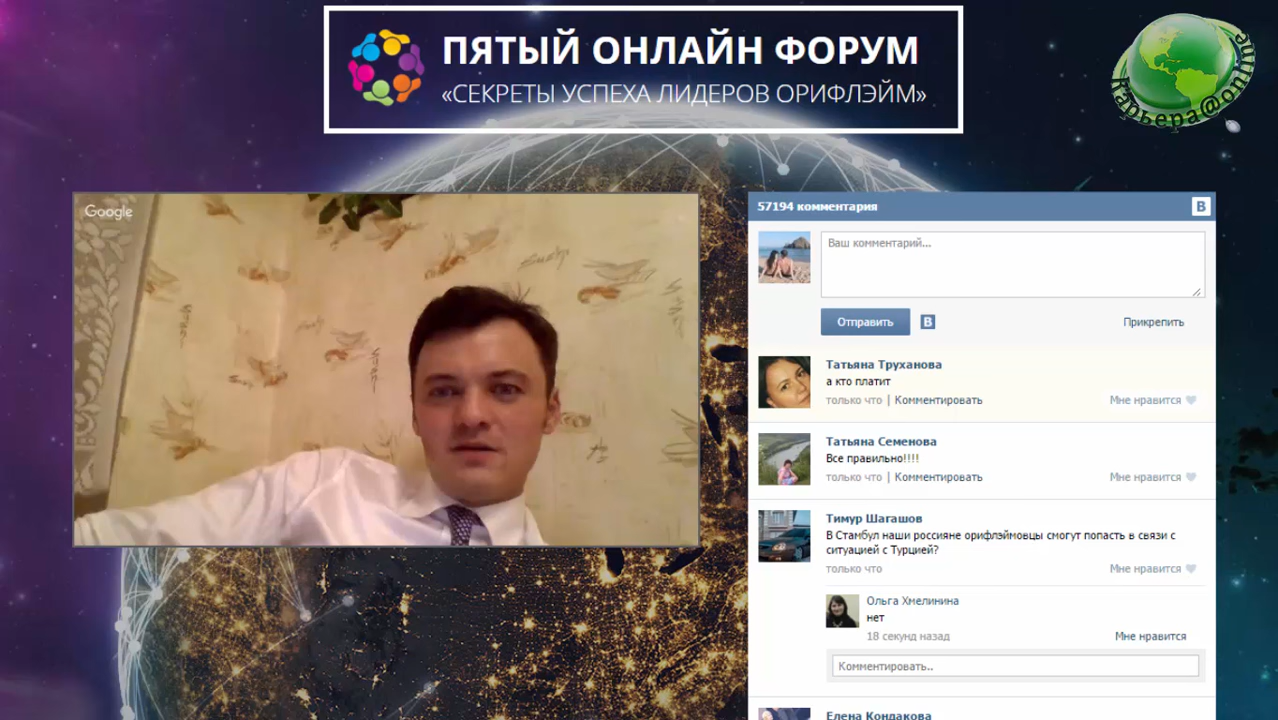 ПЯТЫЙ ОНЛАЙН ФОРУМ
«СЕКРЕТЫ УСПЕХА ЛИДЕРОВ ОРИФЛЭЙМ»
Карьера@online
Google
57194 комментария
В
Ваш комментарий...
Отправить
В
Прикрепить
Татьяна Труханова
а кто платит
только что | Комментировать
Мне нравится
Татьяна Семенова
Все правильно!!!!
только что | Комментировать
Мне нравится
Тимур Шагашов
В Стамбул наши россияне орифлэймовцы смогут попасть в связи с
ситуацией с Турцией?
только что
Мне нравится
Ольга Хмелинина
нет
18 секунд назад
Мне нравится
Комментировать..
Елена Кондакова